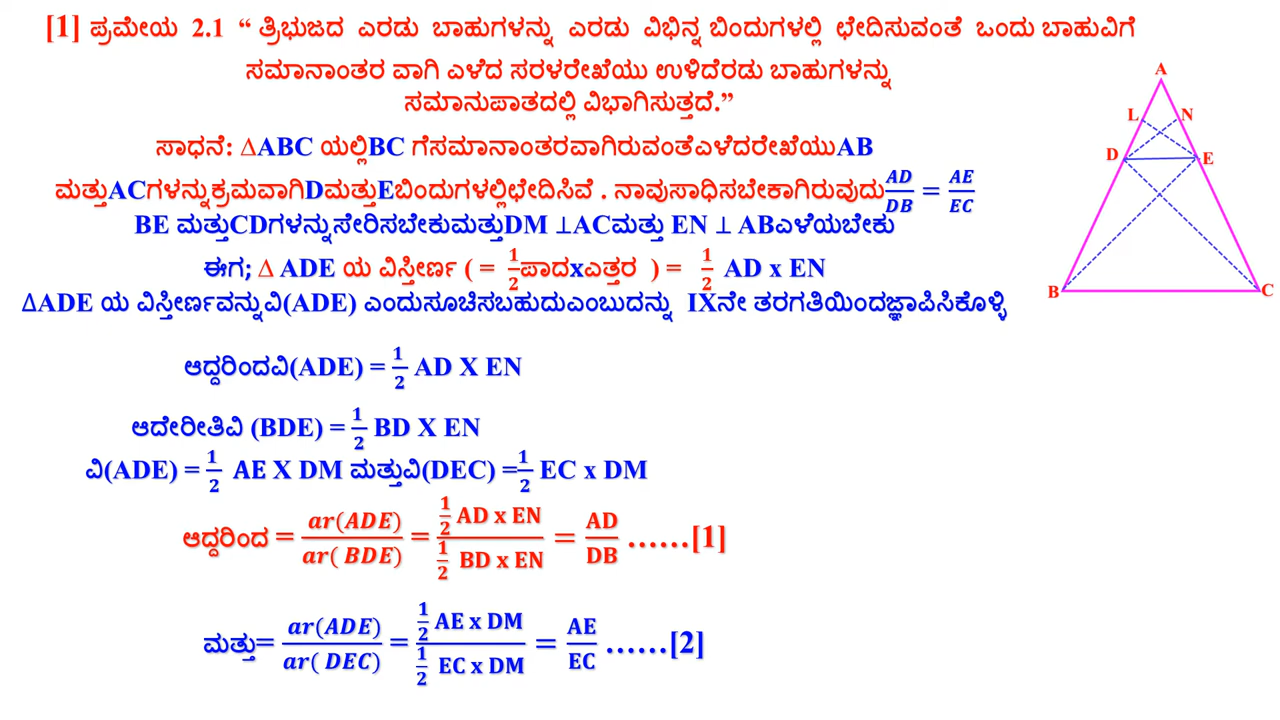 [1] ಪ್ರಮೇಯ 2.1 “ ತ್ರಿಭುಜದ ಎರಡು ಬಾಹುಗಳನ್ನು ಎರಡು ವಿಭಿನ್ನ ಬಿಂದುಗಳಲ್ಲಿ ಛೇದಿಸುವಂತೆ ಒಂದು ಬಾಹುವಿಗೆ
ಸಮಾನಾಂತರ ವಾಗಿ ಎಳೆದ ಸರಳರೇಖೆಯು ಉಳಿದೆರಡು ಬಾಹುಗಳನ್ನು
ಸಮಾನುಪಾತದಲ್ಲಿ ವಿಭಾಗಿಸುತ್ತದೆ.”
ಸಾಧನೆ: ∆ABC ಯಲ್ಲಿBC ಗೆಸಮಾನಾಂತರವಾಗಿರುವಂತೆಎಳೆದರೇಖೆಯುAB
ಮತ್ತುACಗಳನ್ನುಕ್ರಮವಾಗಿDಮತ್ತುEಬಿಂದುಗಳಲ್ಲಿಛೇದಿಸಿವೆ . ನಾವುಸಾಧಿಸಬೇಕಾಗಿರುವುದು AD/DB = AE/EC
BE ಮತ್ತುCDಗಳನ್ನುಸೇರಿಸಬೇಕುಮತ್ತುDM ⊥ACಮತ್ತು EN ⊥ ABಎಳೆಯಬೇಕು
ಈಗ; ∆ ADE ಯ ವಿಸ್ತೀರ್ಣ ( = 1/2 ಪಾದxಎತ್ತರ ) = 1/2 AD x EN
∆ADE ಯ ವಿಸ್ತೀರ್ಣವನ್ನುವಿ(ADE) ಎಂದುಸೂಚಿಸಬಹುದುಎಂಬುದನ್ನು IXನೇ ತರಗತಿಯಿಂದಜ್ಞಾಪಿಸಿಕೊಳ್ಳಿ
ಆದ್ದರಿಂದವಿ(ADE) = 1/2 AD X EN
ಆದೇರೀತಿವಿ (BDE) = 1/2 BD X EN
ವಿ(ADE) = 1/2 AE X DM ಮತ್ತುವಿ(DEC) = 1/2 EC x DM
ಆದ್ದರಿಂದ = ar(ADE)/ar( BDE) = (1/2 AD x EN)/(1/2 BD x EN) = AD/DB ……[1]
ಮತ್ತು= ar(ADE)/ar( DEC) = (1/2 AE x DM)/(1/2 EC x DM) = AE/EC ……[2]
A
L N
D E
B C